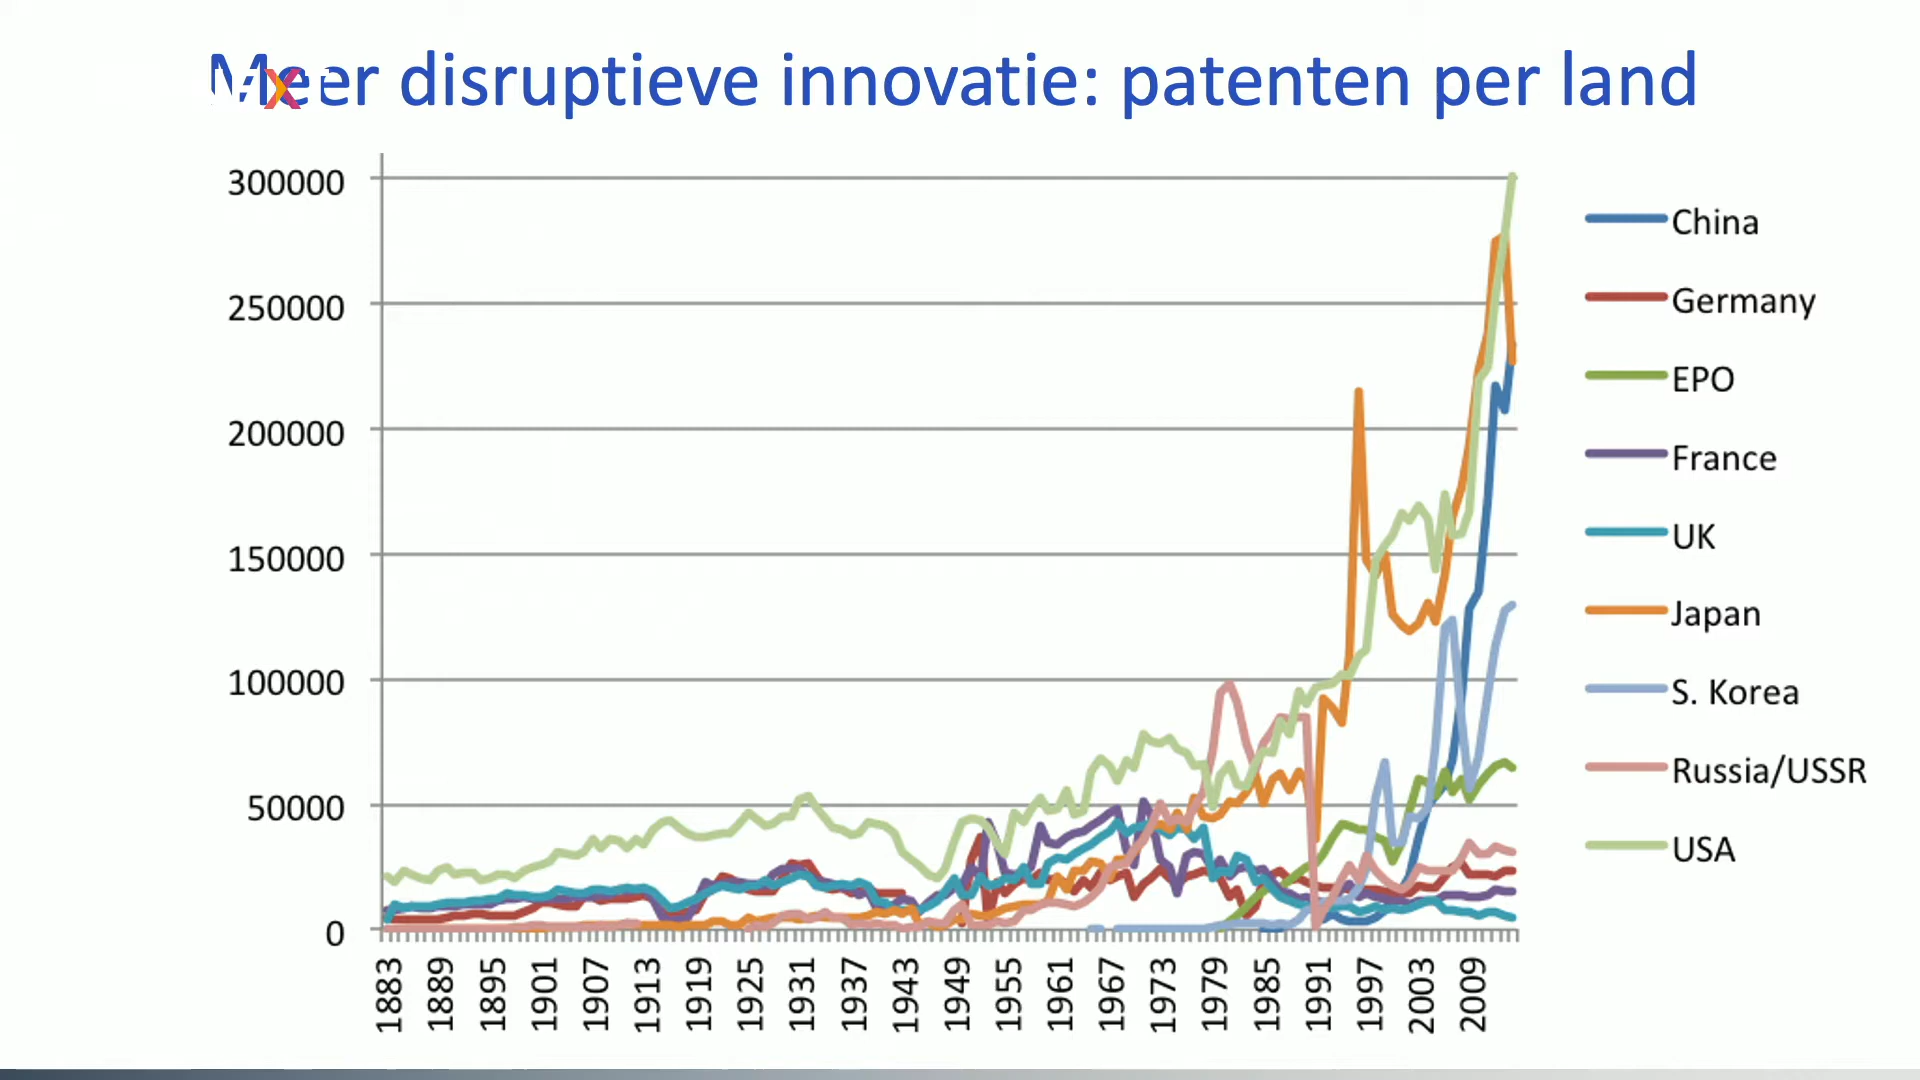 Meer disruptieve innovatie: patenten per land
300000
250000
200000
150000
100000
50000
0
1883 1889 1895 1901 1907 1913 1919 1925 1931 1937 1943 1949 1955 1961 1967 1973 1979 1985 1991 1997 2003 2009
China
Germany
EPO
France
UK
Japan
S. Korea
Russia/USSR
USA